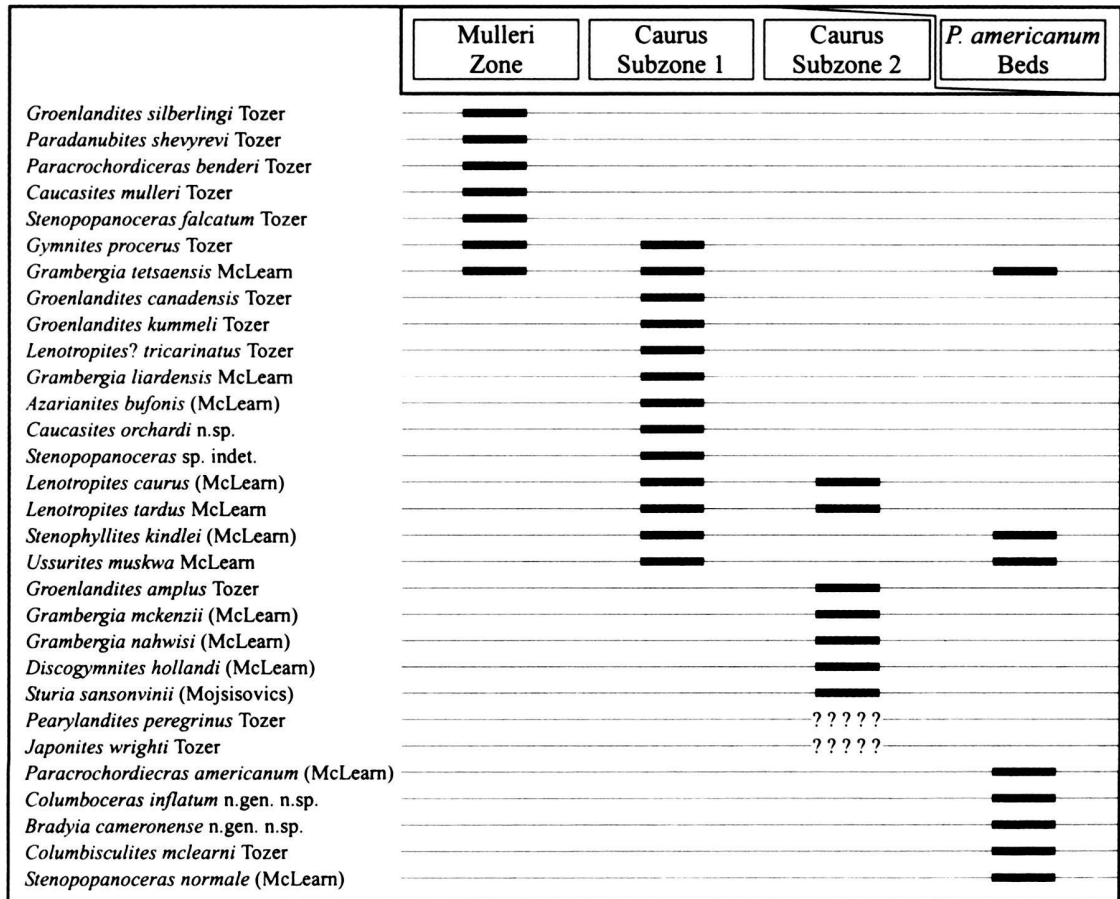 Mulleri Zone
Caurus Subzone 1
Caurus Subzone 2
P. americanum Beds
Groenlandites silberlingi Tozer
Paradanubites shevyrevi Tozer
Paracrochordiceras benderi Tozer
Caucasites mulleri Tozer
Stenopopanoceras falcatum Tozer
Gymnites procerus Tozer
Grambergia tetsaensis McLearn
Groenlandites canadensis Tozer
Groenlandites kummeli Tozer
Lenotropites? tricarinatus Tozer
Grambergia liardensis McLearn
Azarianites bufonis (McLearn)
Caucasites orchardi n.sp.
Stenopopanoceras sp. indet.
Lenotropites caurus (McLearn)
Lenotropites tardus McLearn
Stenophyllites kindlei (McLearn)
Ussurites muskwa McLearn
Groenlandites amplus Tozer
Grambergia mckenzii (McLearn)
Grambergia nahwisi (McLearn)
Discogymnites hollandi (McLearn)
Sturia sansonvinii (Mojsisovics)
Pearylandites peregrinus Tozer ? ? ? ? ?
Japonites wrighti Tozer ? ? ? ? ?
Paracrochordiecras americanum (McLearn)
Columboceras inflatum n.gen. n.sp.
Bradyia cameronense n.gen. n.sp.
Columbisculites mclearni Tozer
Stenopopanoceras normale (McLearn)